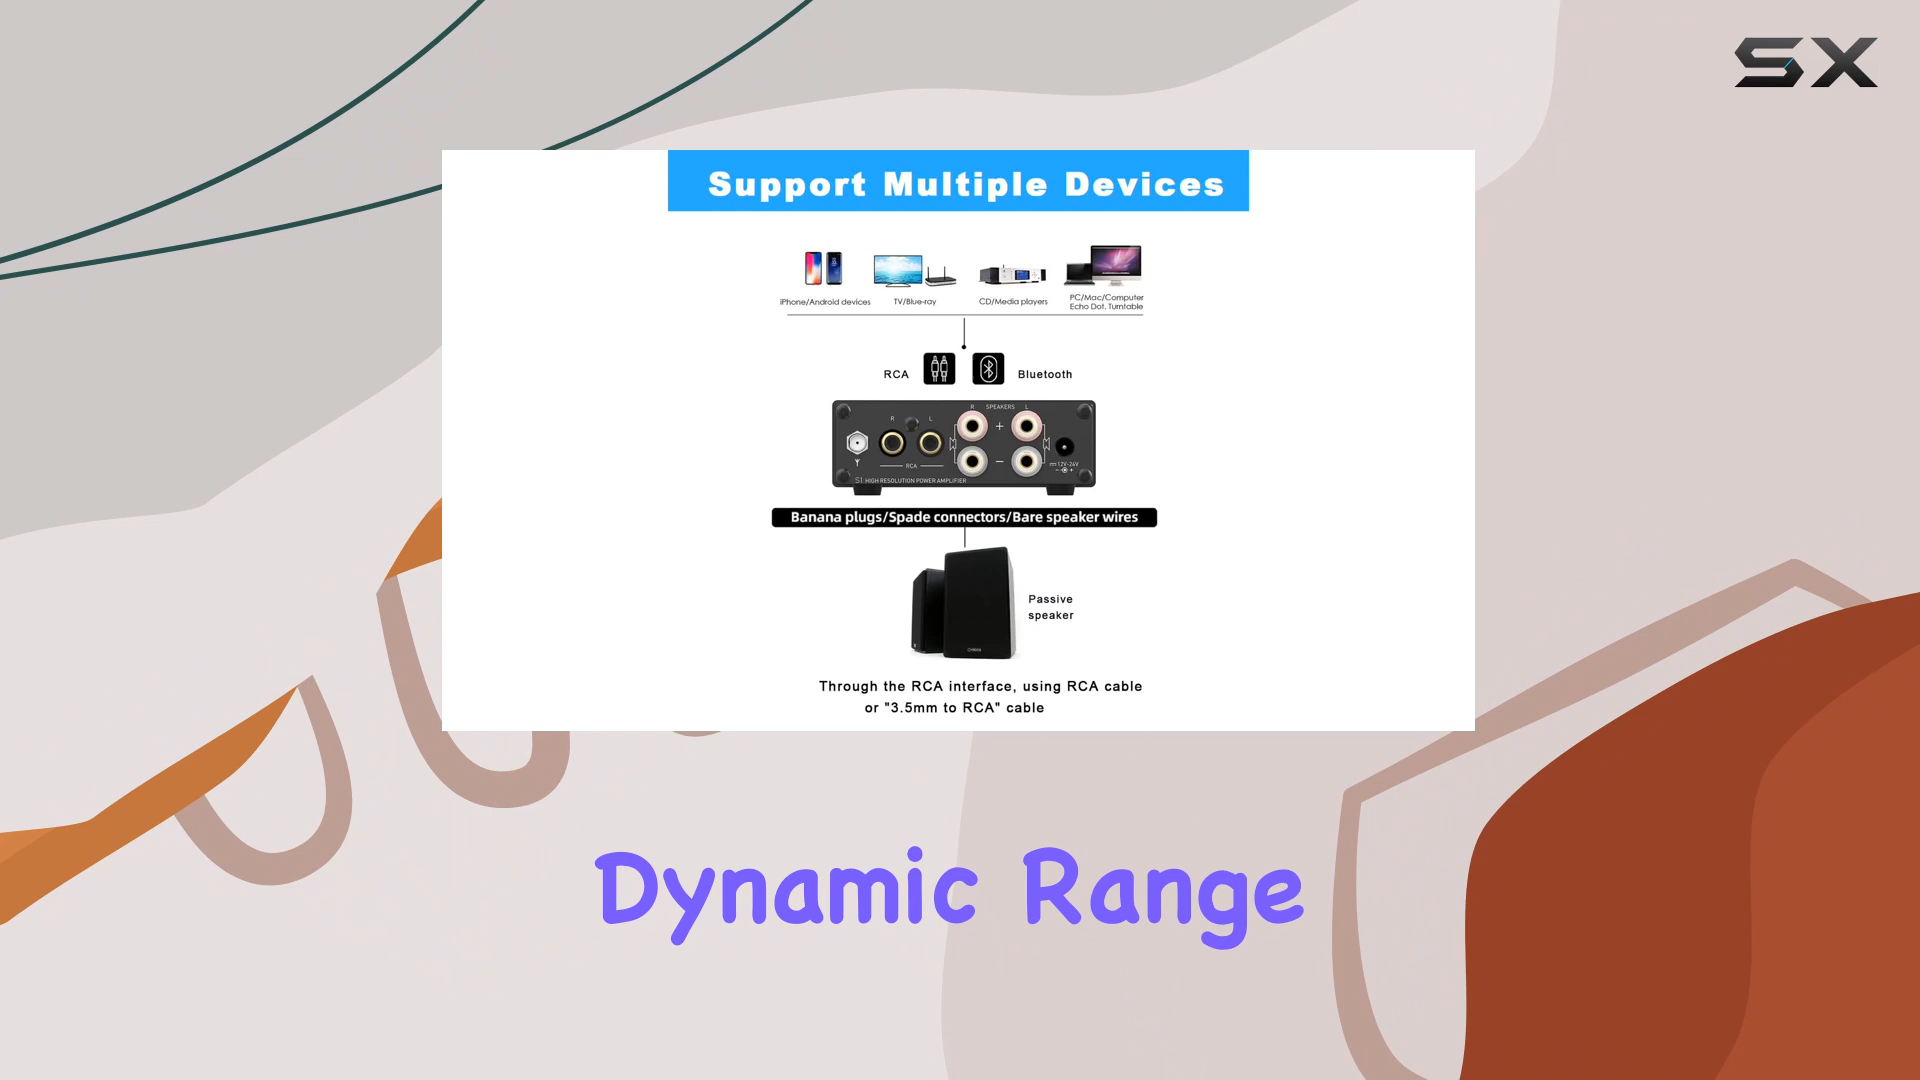 SX
Support Multiple Devices
iPhone/Android devices
TV/Blue-ray
CD/Media players
PC/Mac/Computer
Echo Dot, Turntable
RCA
Bluetooth
R
SPEAKERS
L
R
L
+
RCA
−
12V-24V
S1 HIGH RESOLUTION POWER AMPLIFIER
Banana plugs/Spade connectors/Bare speaker wires
Passive
speaker
Through the RCA interface, using RCA cable
or "3.5mm to RCA" cable
Dynamic Range